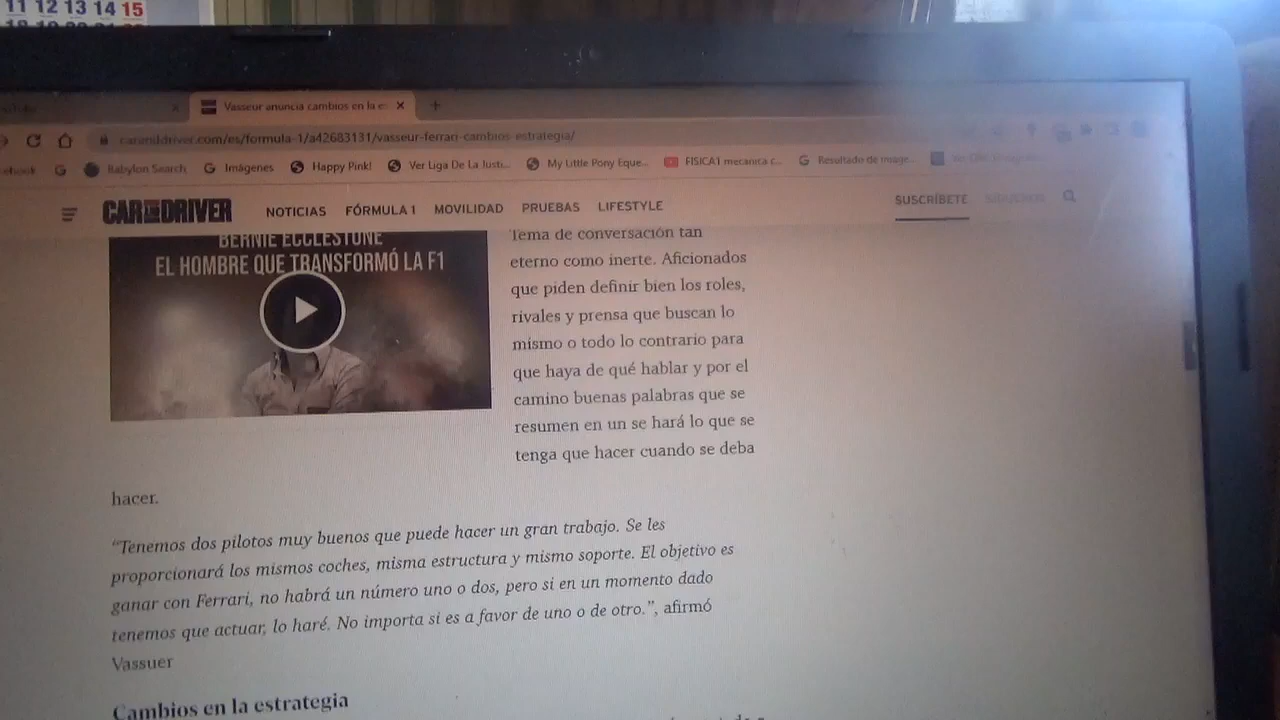 11 12 13 14 15
Vasseur anuncia cambios en la es
caranddriver.com/es/formula-1/a42683131/vasseur-ferrari-cambios-estrategia/
ebook
Babylon Search
Imágenes
Happy Pink!
Ver Liga De La Justi...
My Little Pony Eque...
FISICA1 mecanica c...
Resultado de image...
CAR AND DRIVER
NOTICIAS FÓRMULA 1 MOVILIDAD PRUEBAS LIFESTYLE
SUSCRÍBETE
BERNIE ECCLESTONE
EL HOMBRE QUE TRANSFORMÓ LA F1
Tema de conversación tan
eterno como inerte. Aficionados
que piden definir bien los roles,
rivales y prensa que buscan lo
mismo o todo lo contrario para
que haya de qué hablar y por el
camino buenas palabras que se
resumen en un se hará lo que se
tenga que hacer cuando se deba
hacer.
“Tenemos dos pilotos muy buenos que puede hacer un gran trabajo. Se les
proporcionará los mismos coches, misma estructura y mismo soporte. El objetivo es
ganar con Ferrari, no habrá un número uno o dos, pero si en un momento dado
tenemos que actuar, lo haré. No importa si es a favor de uno o de otro.”, afirmó
Vassuer
Cambios en la estrategia